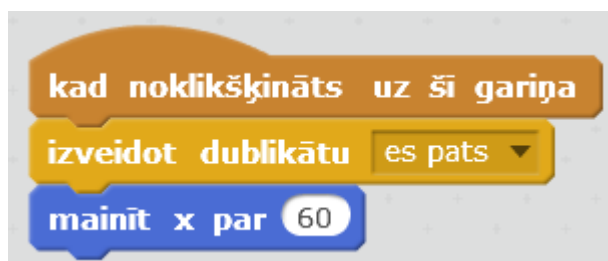 kad noklikšķināts uz šī gariņa
izveidot dublikātu es pats
mainīt x par 60